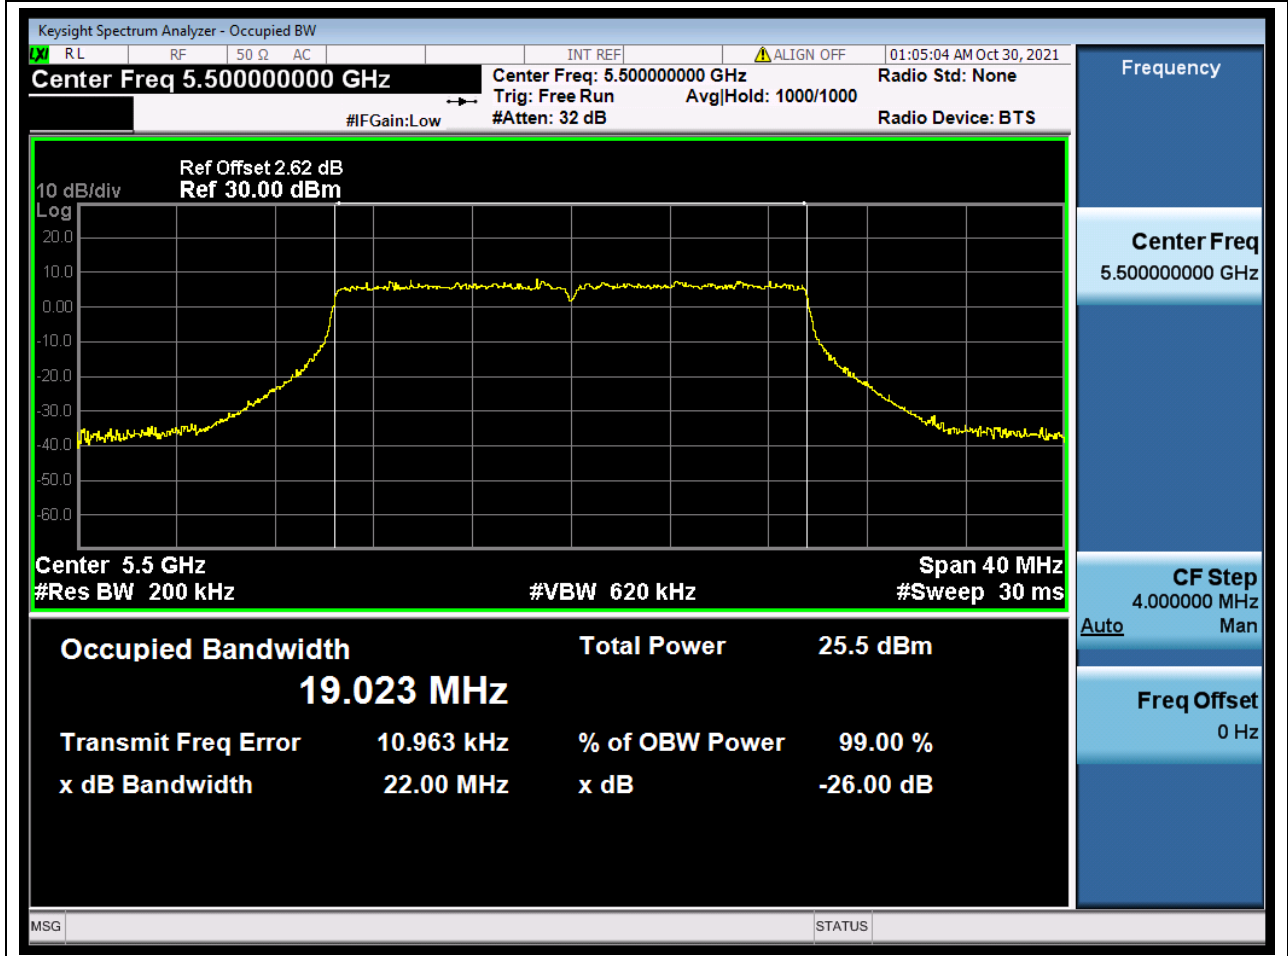 Keysight Spectrum Analyzer - Occupied BW
LXI RL RF 50 Ω AC INT REF ALIGN OFF 01:05:04 AM Oct 30, 2021
Center Freq 5.500000000 GHz
Center Freq: 5.500000000 GHz
Radio Std: None
Trig: Free Run Avg|Hold: 1000/1000
#IFGain:Low
#Atten: 32 dB
Radio Device: BTS
Ref Offset 2.62 dB
10 dB/div Ref 30.00 dBm
Log
20.0
10.0
0.00
-10.0
-20.0
-30.0
-40.0
-50.0
-60.0
Center 5.5 GHz Span 40 MHz
#Res BW 200 kHz #VBW 620 kHz #Sweep 30 ms
Occupied Bandwidth Total Power 25.5 dBm
19.023 MHz
Transmit Freq Error 10.963 kHz % of OBW Power 99.00 %
x dB Bandwidth 22.00 MHz x dB -26.00 dB
Frequency
Center Freq
5.500000000 GHz
CF Step
4.000000 MHz
Auto Man
Freq Offset
0 Hz
MSG STATUS